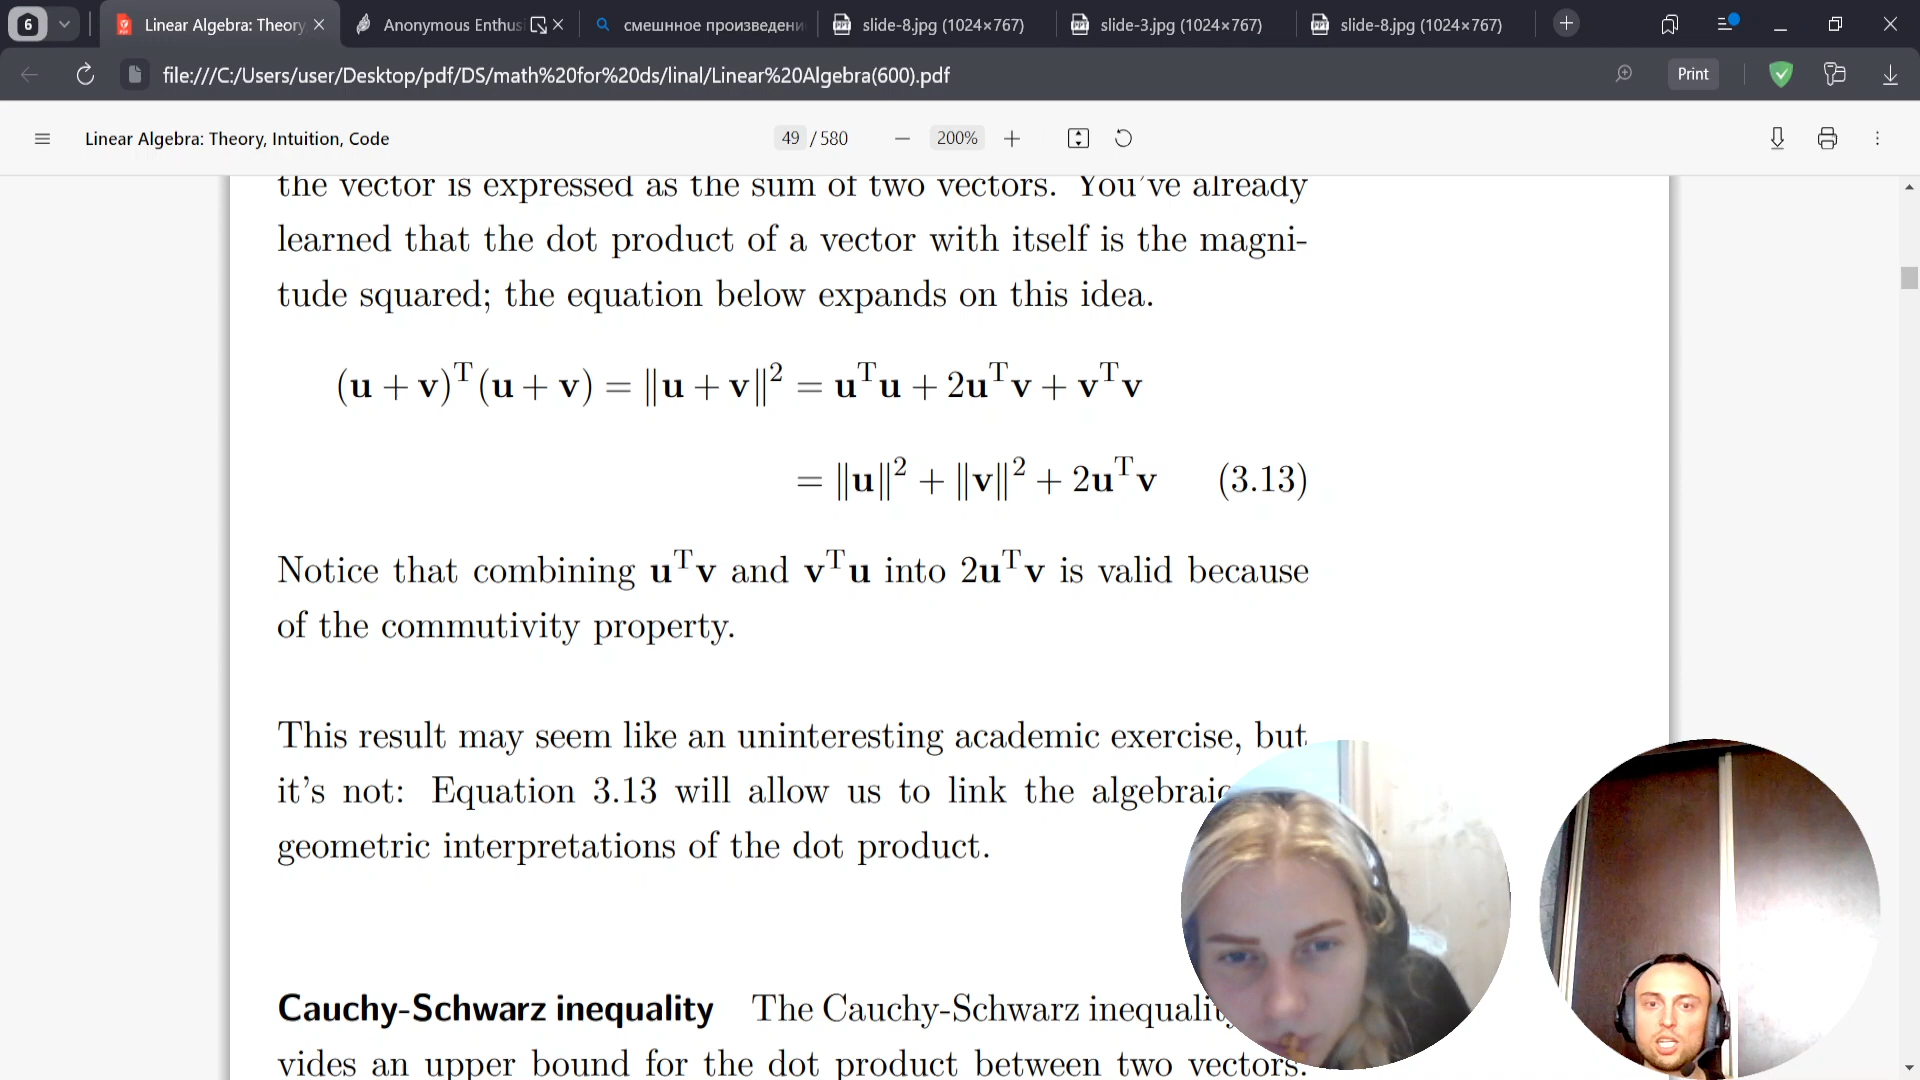 6
Linear Algebra: Theory
Anonymous Enthus
смешнное произведени
slide-8.jpg (1024×767)
slide-3.jpg (1024×767)
slide-8.jpg (1024×767)
file:///C:/Users/user/Desktop/pdf/DS/math%20for%20ds/linal/Linear%20Algebra(600).pdf
Print
Linear Algebra: Theory, Intuition, Code
49 / 580
200%
the vector is expressed as the sum of two vectors. You've already
learned that the dot product of a vector with itself is the magni-
tude squared; the equation below expands on this idea.
(u + v)ᵀ(u + v) = ‖u + v‖² = uᵀu + 2uᵀv + vᵀv
= ‖u‖² + ‖v‖² + 2uᵀv (3.13)
Notice that combining uᵀv and vᵀu into 2uᵀv is valid because
of the commutivity property.
This result may seem like an uninteresting academic exercise, but
it's not: Equation 3.13 will allow us to link the algebraic
geometric interpretations of the dot product.
Cauchy-Schwarz inequality The Cauchy-Schwarz inequality
vides an upper bound for the dot product between two vectors.